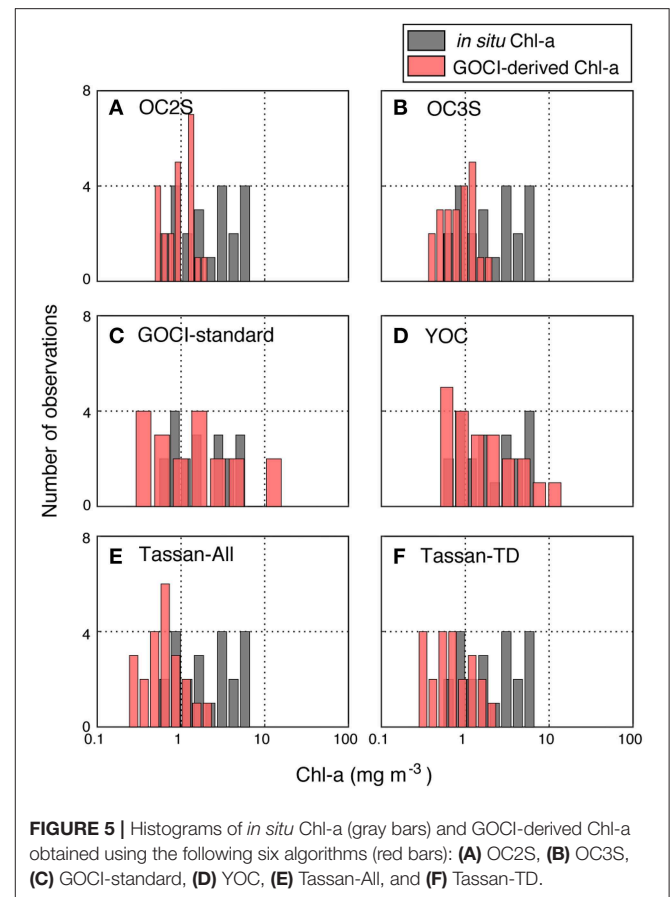 in situ Chl-a
GOCI-derived Chl-a
A OC2S
B OC3S
8
4
0
C GOCI-standard
D YOC
8
4
0
E Tassan-All
F Tassan-TD
8
4
0
0.1 1 10 100
0.1 1 10 100
Number of observations
Chl-a (mg m⁻³)
FIGURE 5 | Histograms of in situ Chl-a (gray bars) and GOCI-derived Chl-a
obtained using the following six algorithms (red bars): (A) OC2S, (B) OC3S,
(C) GOCI-standard, (D) YOC, (E) Tassan-All, and (F) Tassan-TD.